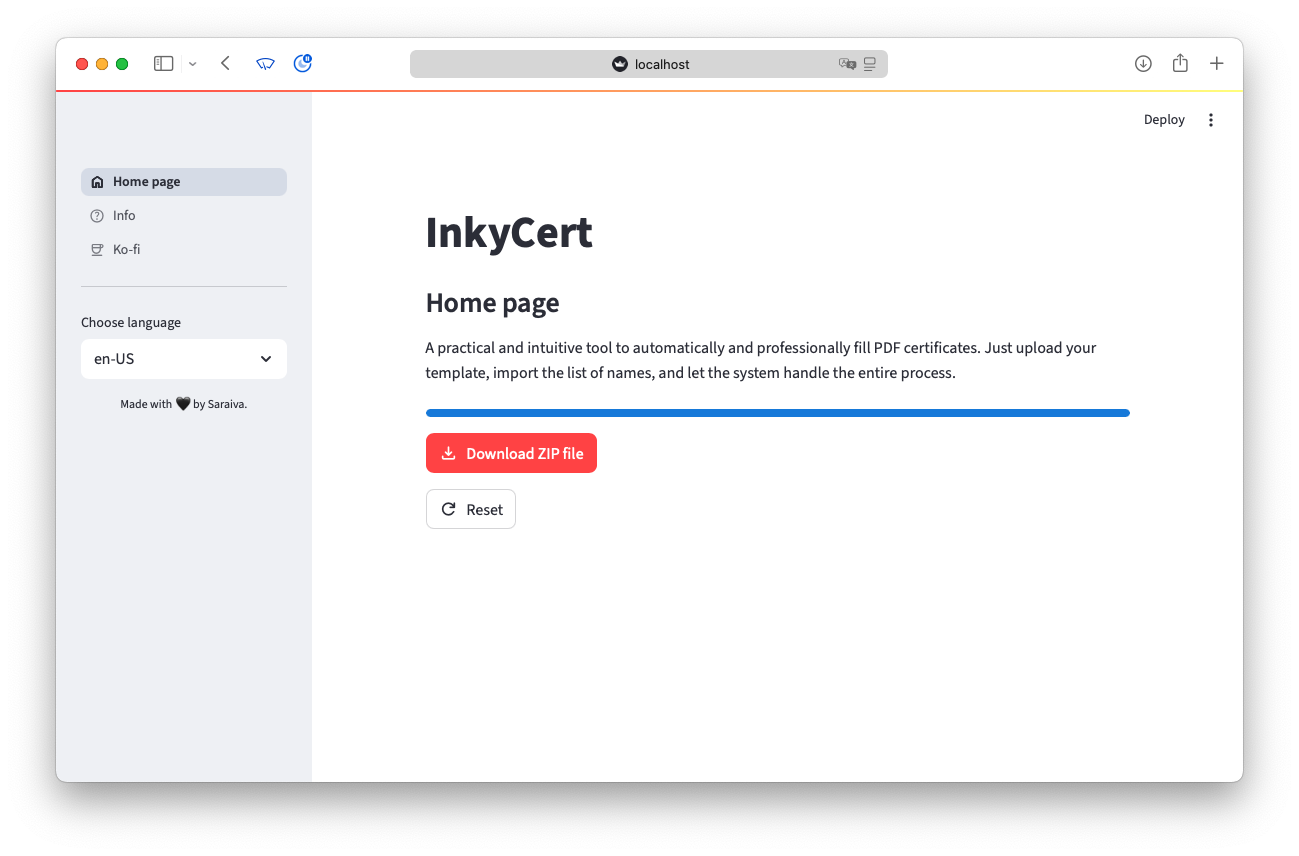 localhost
Deploy
Home page
Info
Ko-fi
Choose language
en-US
Made with 🖤 by Saraiva.
InkyCert
Home page
A practical and intuitive tool to automatically and professionally fill PDF certificates. Just upload your
template, import the list of names, and let the system handle the entire process.
Download ZIP file
Reset